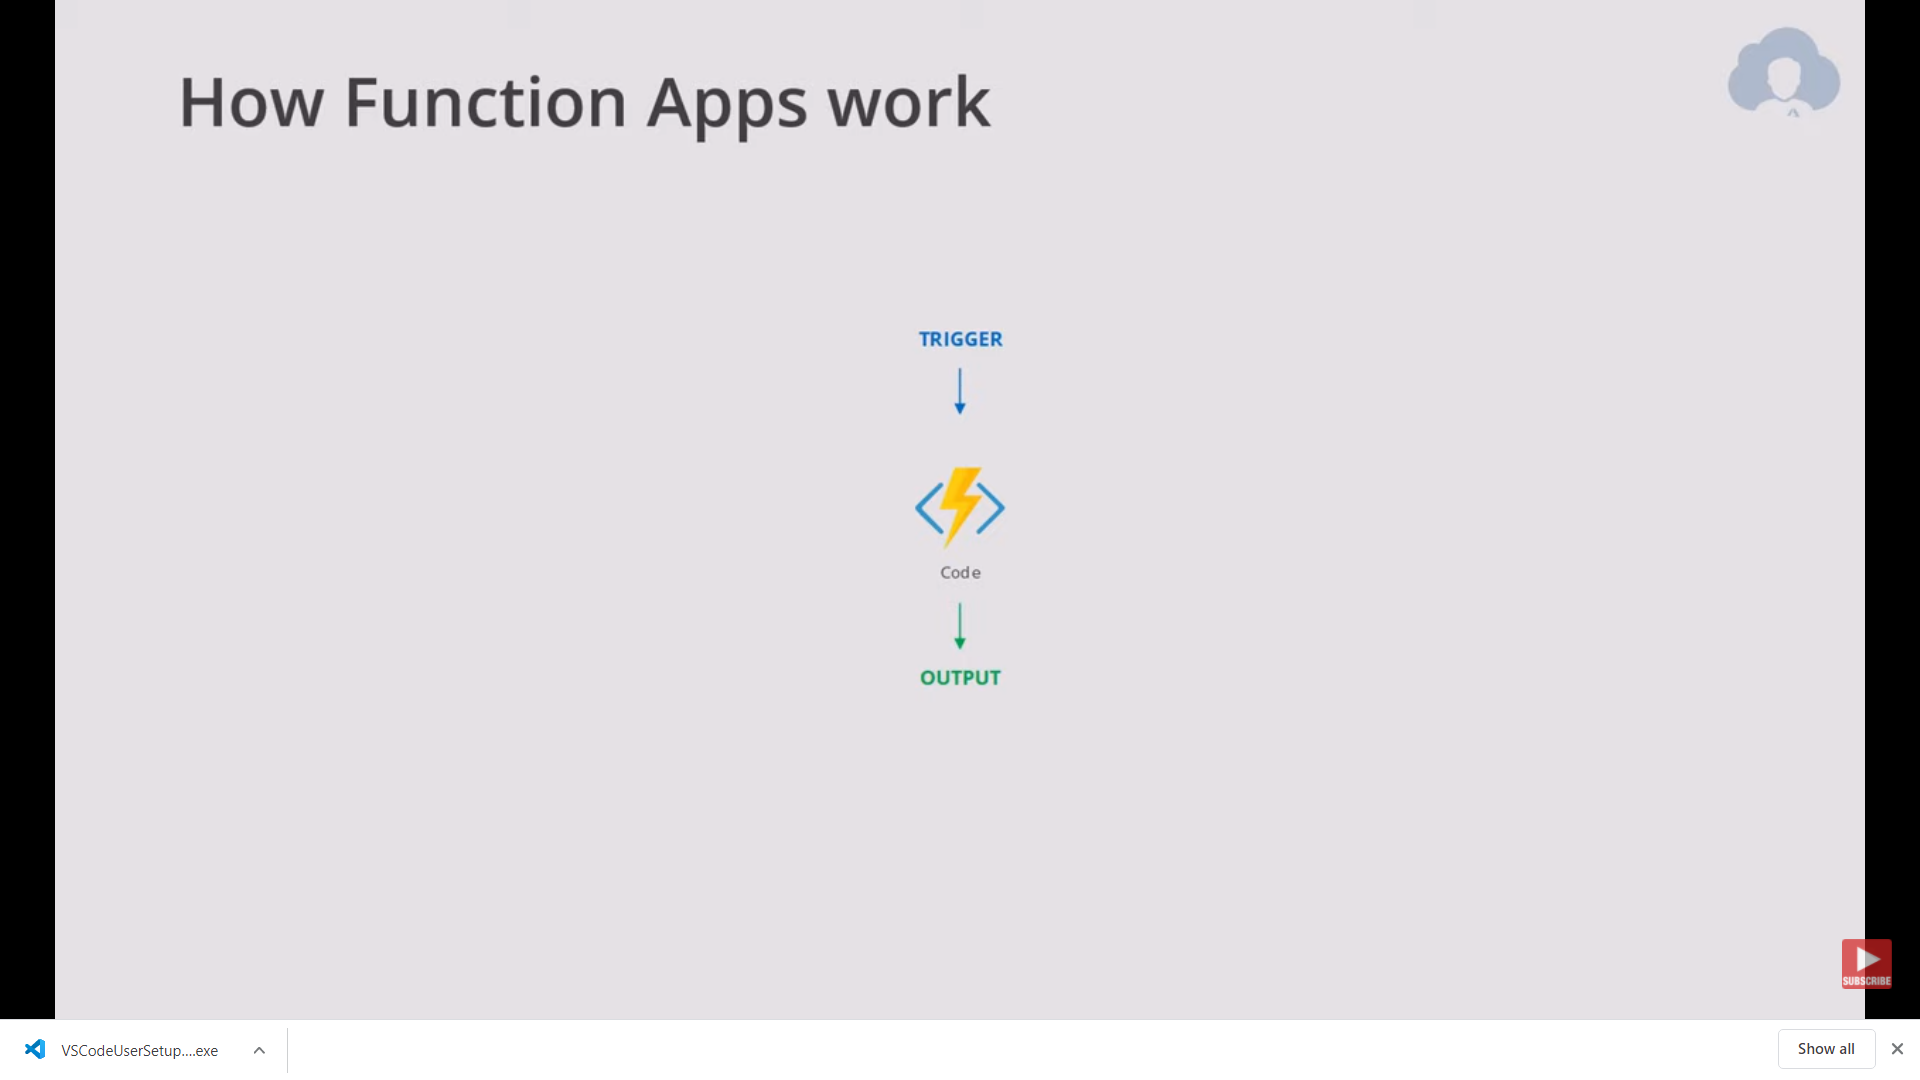 How Function Apps work
TRIGGER
Code
OUTPUT
SUBSCRIBE
VSCodeUserSetup....exe
Show all